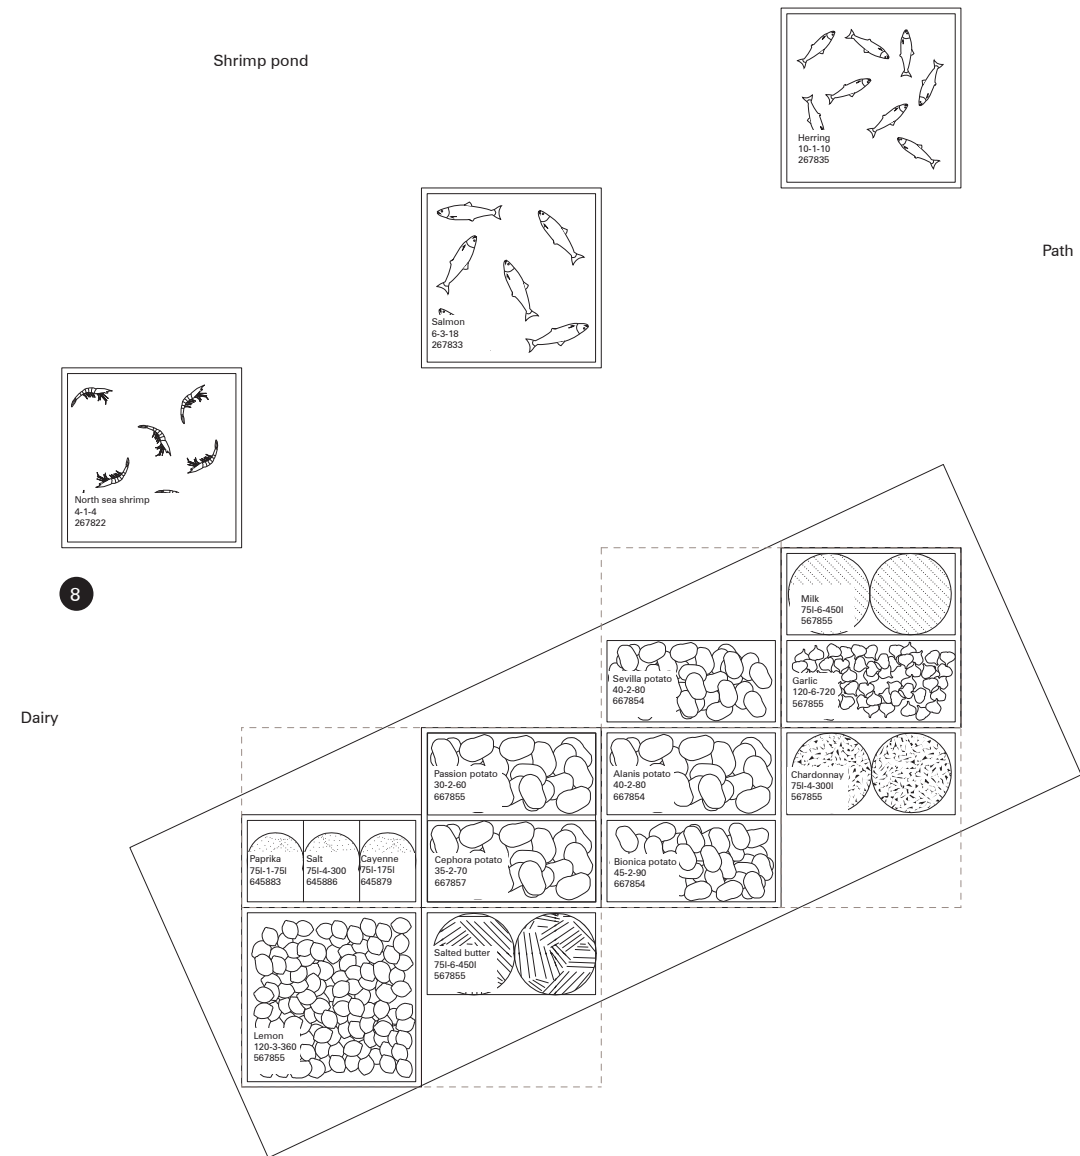 Shrimp pond
Herring
10-1-10
267835
Path
Salmon
6-3-18
267833
North sea shrimp
4-1-4
267822
8
Milk
75l-6-450l
567855
Sevilla potato
40-2-80
667854
Garlic
120-6-720
567855
Dairy
Passion potato
30-2-60
667855
Alanis potato
40-2-80
667854
Chardonnay
75l-4-300l
567855
Paprika
75l-1-75l
645883
Salt
75l-4-300
645886
Cayenne
75l-175l
645879
Cephora potato
35-2-70
667857
Bionica potato
45-2-90
667854
Salted butter
75l-6-450l
567855
Lemon
120-3-360
567855